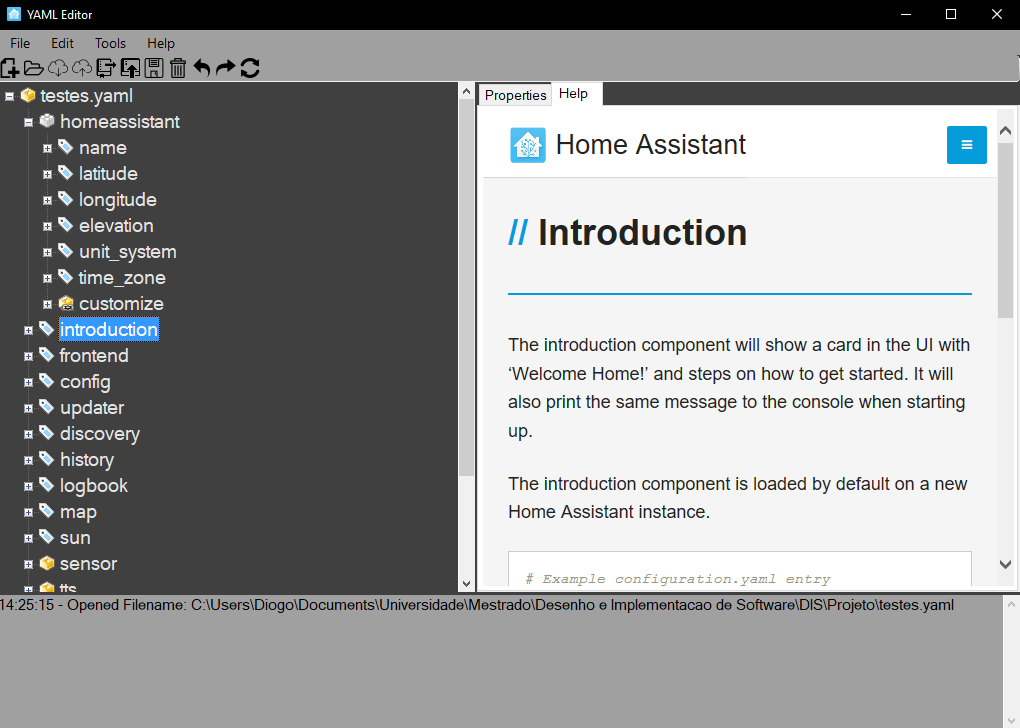 YAML Editor
File Edit Tools Help
testes.yaml
homeassistant
name
latitude
longitude
elevation
unit_system
time_zone
customize
introduction
frontend
config
updater
discovery
history
logbook
map
sun
sensor
tts
Properties Help
Home Assistant
// Introduction
The introduction component will show a card in the UI with
‘Welcome Home!’ and steps on how to get started. It will
also print the same message to the console when starting
up.
The introduction component is loaded by default on a new
Home Assistant instance.
# Example configuration.yaml entry
14:25:15 - Opened Filename: C:\Users\Diogo\Documents\Universidade\Mestrado\Desenho e Implementacao de Software\DIS\Projeto\testes.yaml